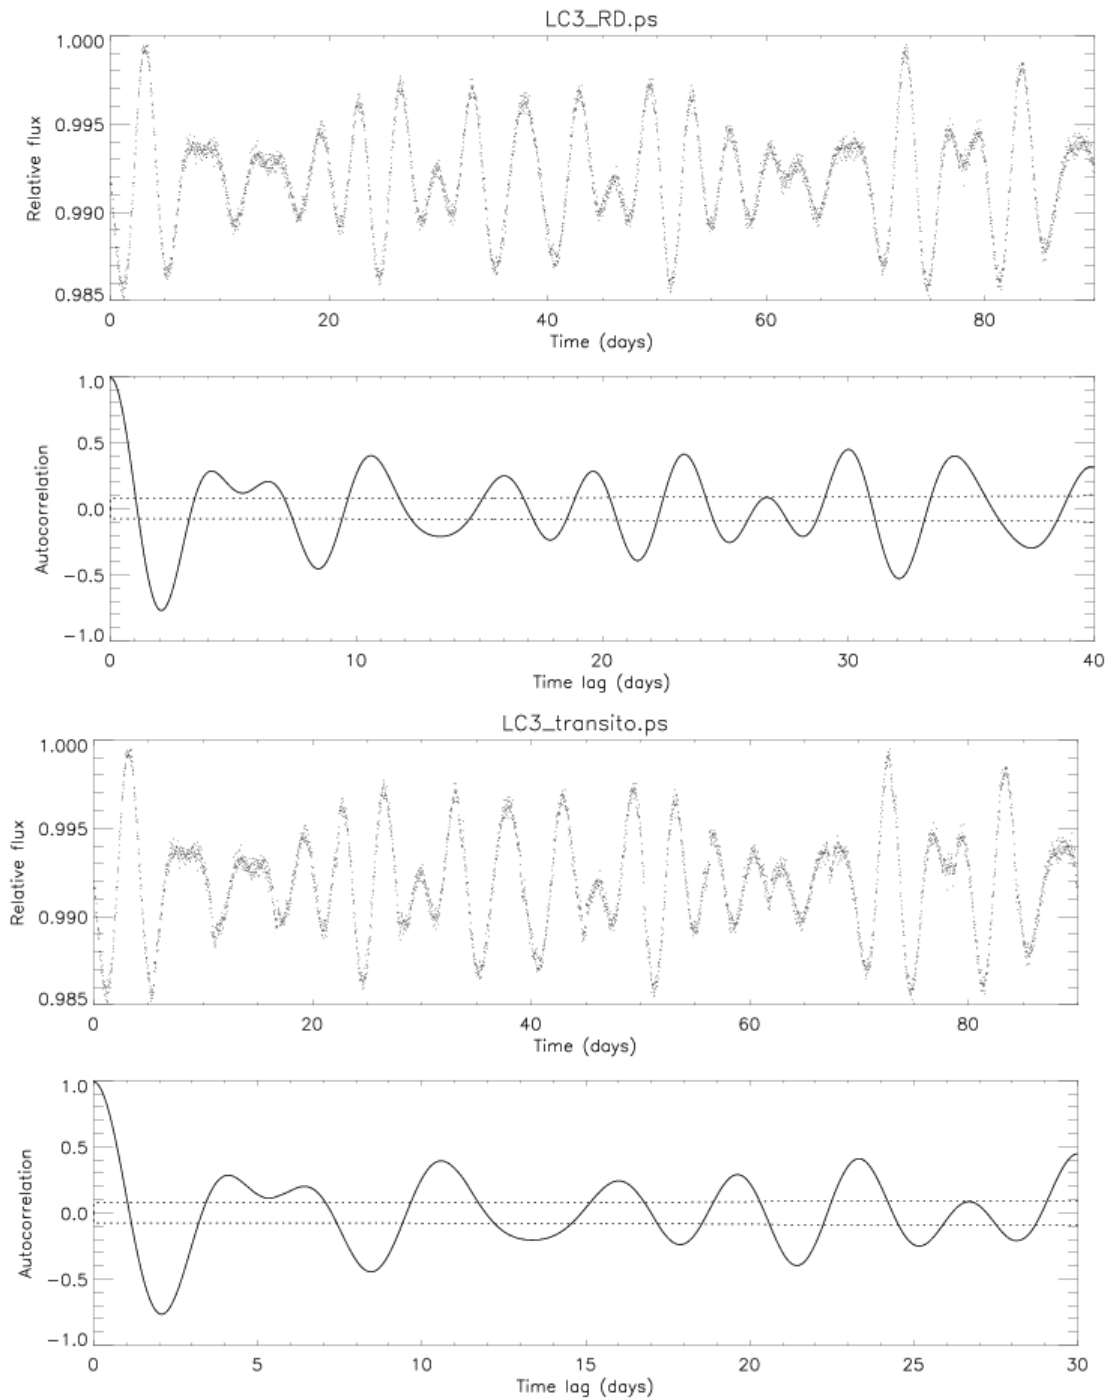 LC3_RD.ps
1.000
0.995
0.990
0.985
Relative flux
0 20 40 60 80
Time (days)
1.0
0.5
0.0
−0.5
−1.0
Autocorrelation
0 10 20 30 40
Time lag (days)
LC3_transito.ps
1.000
0.995
0.990
0.985
Relative flux
0 20 40 60 80
Time (days)
1.0
0.5
0.0
−0.5
−1.0
Autocorrelation
0 5 10 15 20 25 30
Time lag (days)